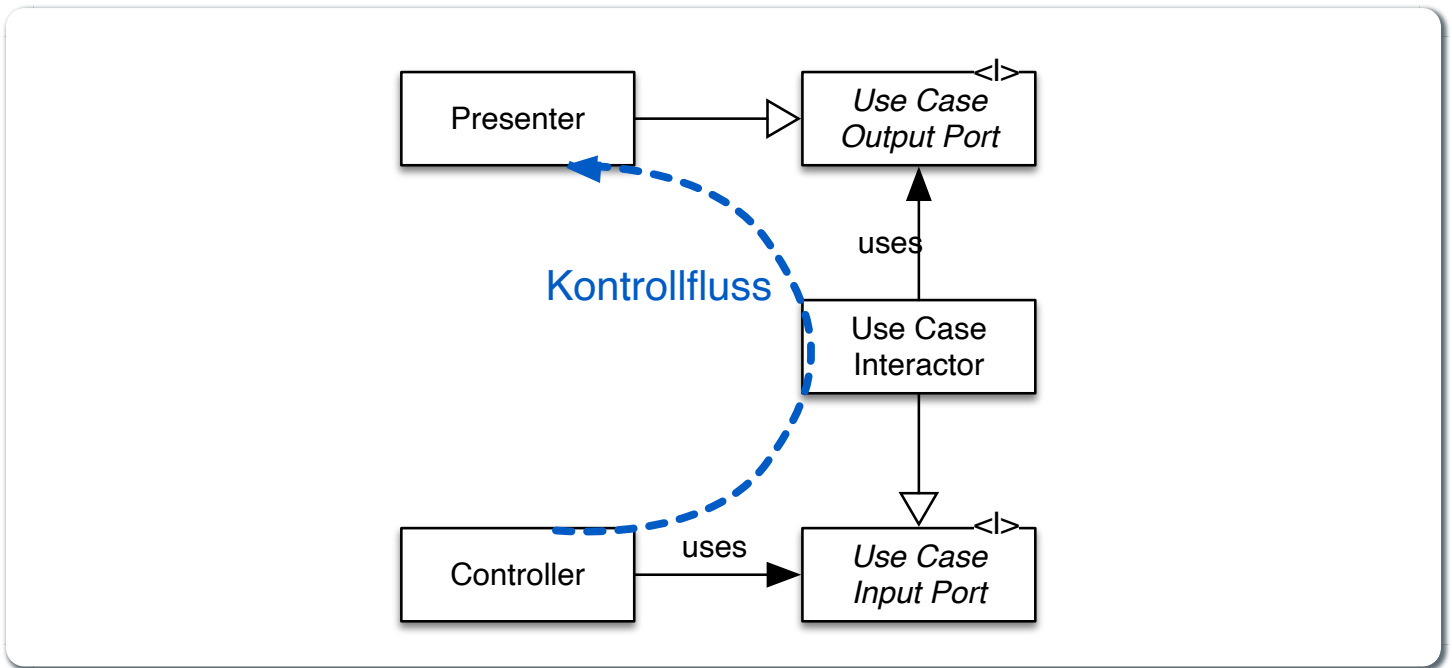 <I>
Presenter
Use Case
Output Port
uses
Kontrollfluss
Use Case
Interactor
<I>
uses
Controller
Use Case
Input Port